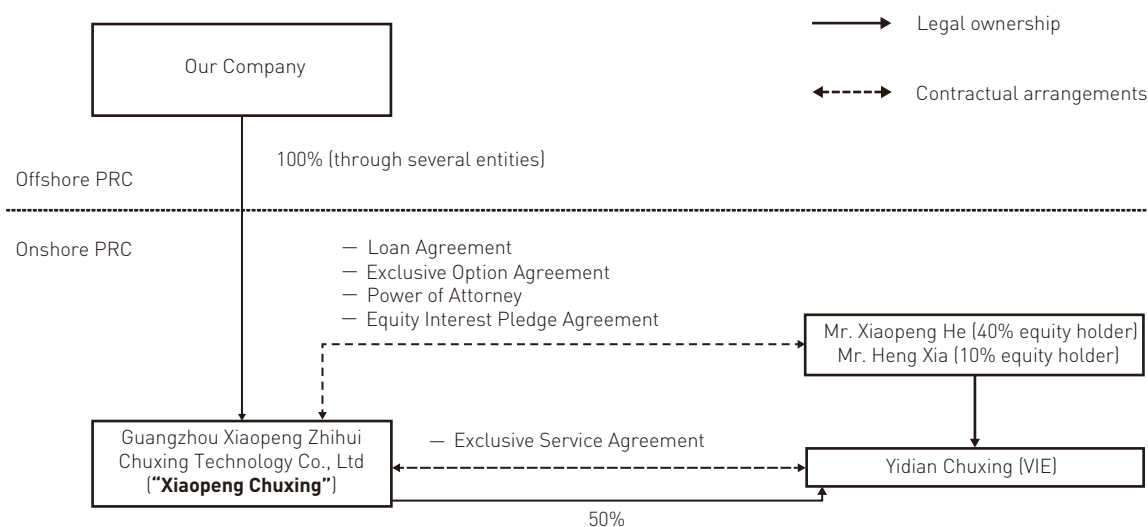 Our Company
Legal ownership
Contractual arrangements
100% (through several entities)
Offshore PRC
Onshore PRC
— Loan Agreement
— Exclusive Option Agreement
— Power of Attorney
— Equity Interest Pledge Agreement
Mr. Xiaopeng He (40% equity holder)
Mr. Heng Xia (10% equity holder)
Guangzhou Xiaopeng Zhihui
Chuxing Technology Co., Ltd
(“Xiaopeng Chuxing”)
— Exclusive Service Agreement
Yidian Chuxing (VIE)
50%